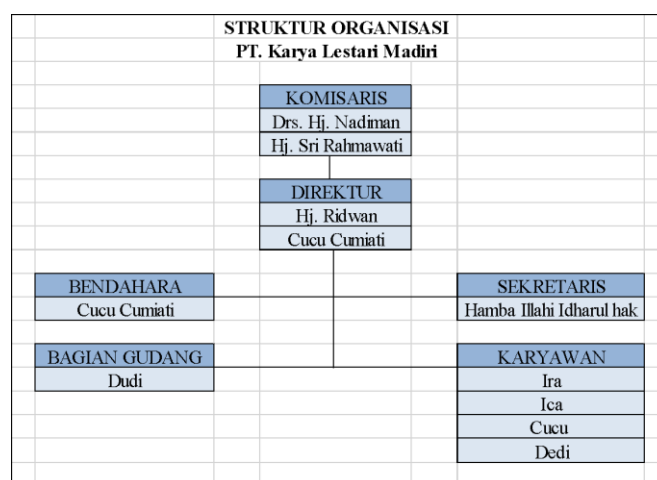 STRUKTUR ORGANISASI
PT. Karya Lestari Madiri
KOMISARIS
Drs. Hj. Nadiman
Hj. Sri Rahmawati
DIREKTUR
Hj. Ridwan
Cucu Cumiati
BENDAHARA
Cucu Cumiati
SEKRETARIS
Hamba Illahi Idharul hak
BAGIAN GUDANG
Dudi
KARYAWAN
Ira
Ica
Cucu
Dedi